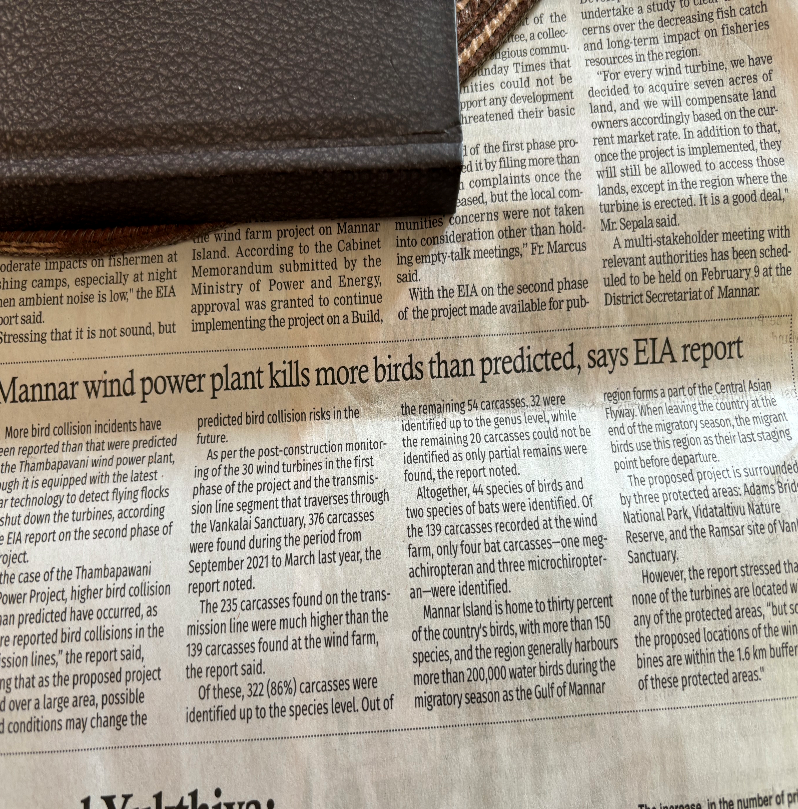 moderate impacts on fishermen at
fishing camps, especially at night
when ambient noise is low," the EIA
report said.
Stressing that it is not sound, but
the wind farm project on Mannar
Island. According to the Cabinet
Memorandum submitted by the
Ministry of Power and Energy,
approval was granted to continue
implementing the project on a Build,
t of the
ee, a collec-
gious commu-
unday Times that
nities could not be
pport any development
hreatened their basic
d of the first phase pro-
ed it by filing more than
complaints once the
eased, but the local com-
munities' concerns were not taken
into consideration other than hold-
ing empty-talk meetings," Fr. Marcus
said.
With the EIA on the second phase
of the project made available for pub-
undertake a study to clear
cerns over the decreasing fish catch
and long-term impact on fisheries
resources in the region.
"For every wind turbine, we have
decided to acquire seven acres of
land, and we will compensate land
owners accordingly based on the cur-
rent market rate. In addition to that,
once the project is implemented, they
will still be allowed to access those
lands, except in the region where the
turbine is erected. It is a good deal,"
Mr. Sepala said.
A multi-stakeholder meeting with
relevant authorities has been sched-
uled to be held on February 9 at the
District Secretariat of Mannar.
Mannar wind power plant kills more birds than predicted, says EIA report
More bird collision incidents have
een reported than that were predicted
the Thambapavani wind power plant,
ough it is equipped with the latest
ar technology to detect flying flocks
shut down the turbines, according
e EIA report on the second phase of
roject.
the case of the Thambapawani
Power Project, higher bird collision
an predicted have occurred, as
re reported bird collisions in the
ission lines," the report said,
ng that as the proposed project
d over a large area, possible
d conditions may change the
predicted bird collision risks in the
future.
As per the post-construction monitor-
ing of the 30 wind turbines in the first
phase of the project and the transmis-
sion line segment that traverses through
the Vankalai Sanctuary, 376 carcasses
were found during the period from
September 2021 to March last year, the
report noted.
The 235 carcasses found on the trans-
mission line were much higher than the
139 carcasses found at the wind farm,
the report said.
Of these, 322 (86%) carcasses were
identified up to the species level. Out of
the remaining 54 carcasses, 32 were
identified up to the genus level, while
the remaining 20 carcasses could not be
identified as only partial remains were
found, the report noted.
Altogether, 44 species of birds and
two species of bats were identified. Of
the 139 carcasses recorded at the wind
farm, only four bat carcasses—one meg-
achiropteran and three microchiropter-
an—were identified.
Mannar Island is home to thirty percent
of the country's birds, with more than 150
species, and the region generally harbours
more than 200,000 water birds during the
migratory season as the Gulf of Mannar
region forms a part of the Central Asian
Flyway. When leaving the country at the
end of the migratory season, the migrant
birds use this region as their last staging
point before departure.
The proposed project is surrounded
by three protected areas: Adams Brid
National Park, Vidataltivu Nature
Reserve, and the Ramsar site of Van
Sanctuary.
However, the report stressed tha
none of the turbines are located w
any of the protected areas, "but s
the proposed locations of the win
bines are within the 1.6 km buffer
of these protected areas."
The increase in the number of pri